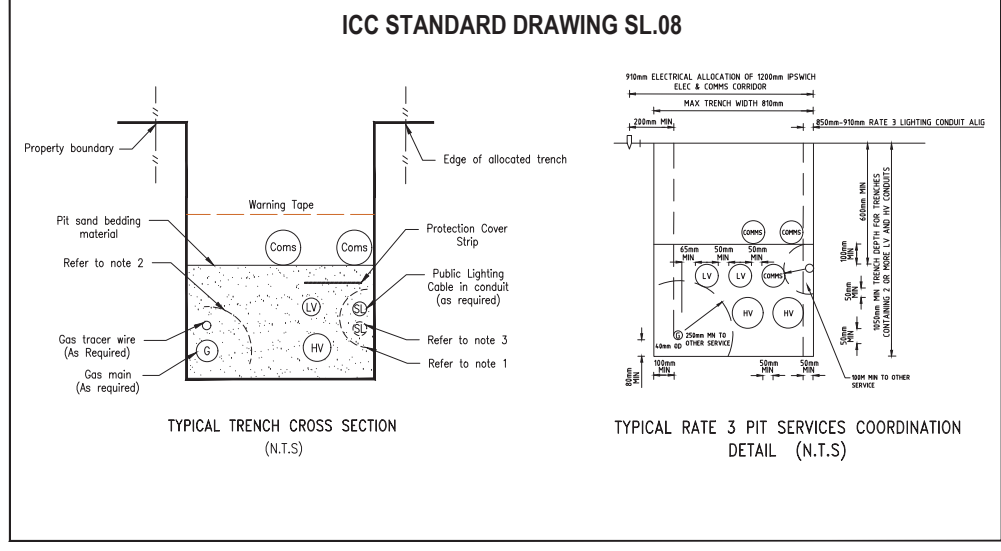 ICC STANDARD DRAWING SL.08
Property boundary
Edge of allocated trench
Warning Tape
Pit sand bedding
material
Refer to note 2
Gas tracer wire
(As Required)
Gas main
(As required)
Coms
Coms
LV
HV
G
SL
SL
Protection Cover
Strip
Public Lighting
Cable in conduit
(as required)
Refer to note 3
Refer to note 1
TYPICAL TRENCH CROSS SECTION
(N.T.S)
910mm ELECTRICAL ALLOCATION OF 1200mm IPSWICH
ELEC & COMMS CORRIDOR
MAX TRENCH WIDTH 810mm
200mm MIN
850mm-910mm RATE 3 LIGHTING CONDUIT ALIG
600mm MIN
1050mm MIN TRENCH DEPTH FOR TRENCHES
CONTAINING 2 OR MORE LV AND HV CONDUITS
COMMS
COMMS
65mm
MIN
50mm
MIN
50mm
MIN
100mm
MIN
LV
LV
COMMS
50mm
MIN
HV
HV
50mm
MIN
G
250mm MN TO
OTHER SERVICE
40mm OD
80mm
MIN
100mm
MIN
50mm
MIN
50mm
MIN
100M MIN TO OTHER
SERVICE
TYPICAL RATE 3 PIT SERVICES COORDINATION
DETAIL (N.T.S)